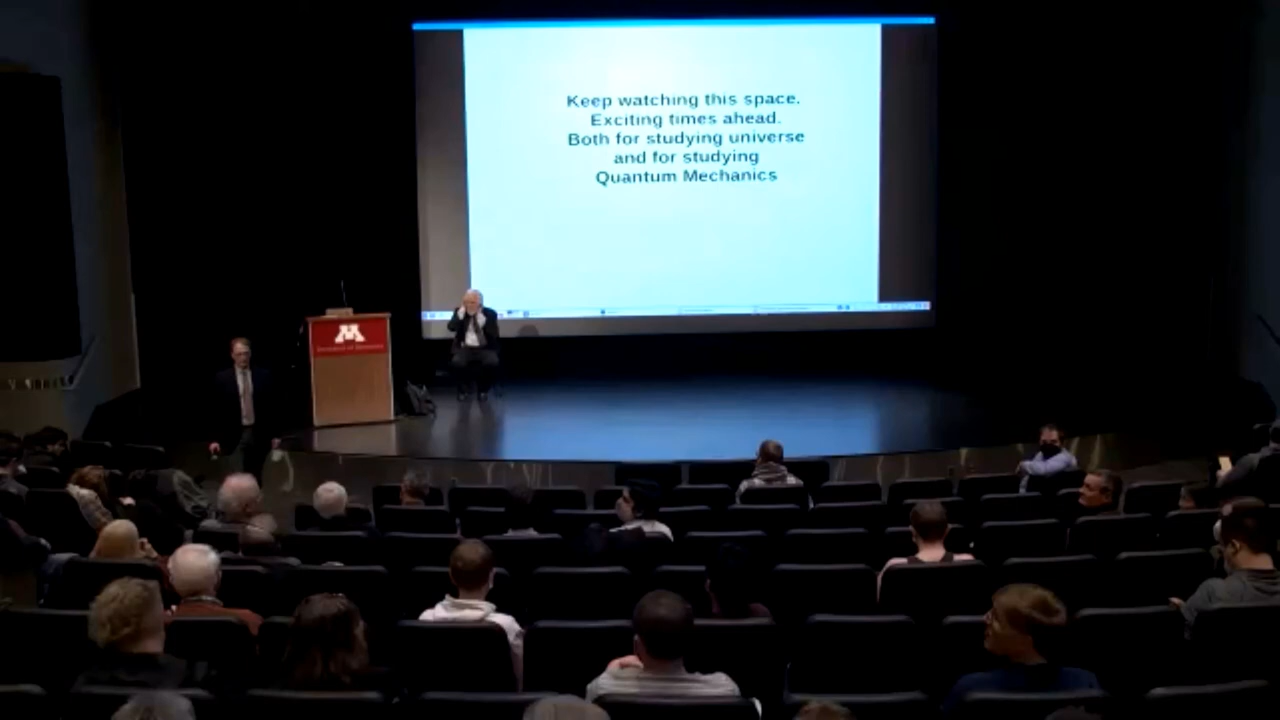 Keep watching this space.
Exciting times ahead.
Both for studying universe
and for studying
Quantum Mechanics
M